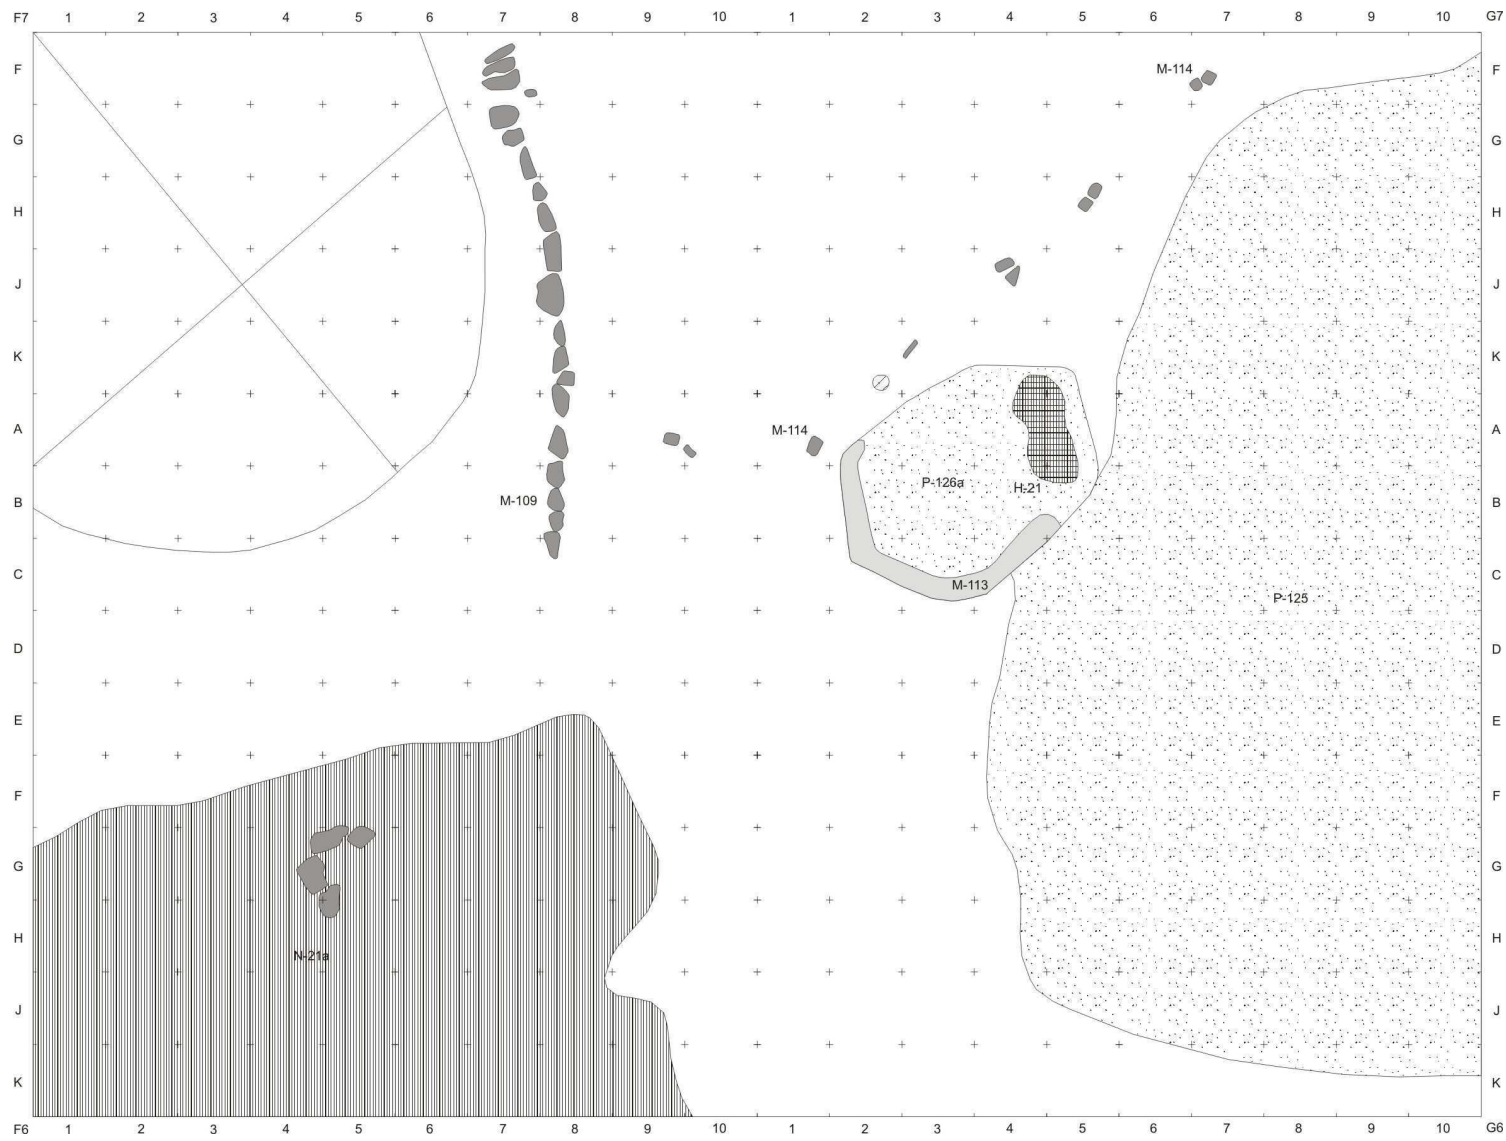 F7 1 2 3 4 5 6 7 8 9 10 1 2 3 4 5 6 7 8 9 10 G7
F M-114 F
G G
H H
J J
K K
A M-114 A
P-126a
H-21
B M-109 B
C M-113 C
P-125
D D
E E
F F
G G
H H
N-21a
J J
K K
F6 1 2 3 4 5 6 7 8 9 10 1 2 3 4 5 6 7 8 9 10 G6